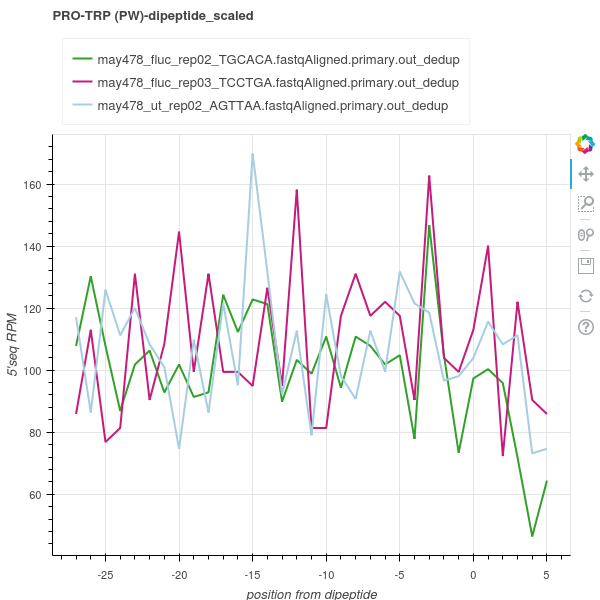 PRO-TRP (PW)-dipeptide_scaled
may478_fluc_rep02_TGCACA.fastqAligned.primary.out_dedup
may478_fluc_rep03_TCCTGA.fastqAligned.primary.out_dedup
may478_ut_rep02_AGTTAA.fastqAligned.primary.out_dedup
160
140
120
100
80
60
5'seq RPM
-25
-20
-15
-10
-5
0
5
position from dipeptide